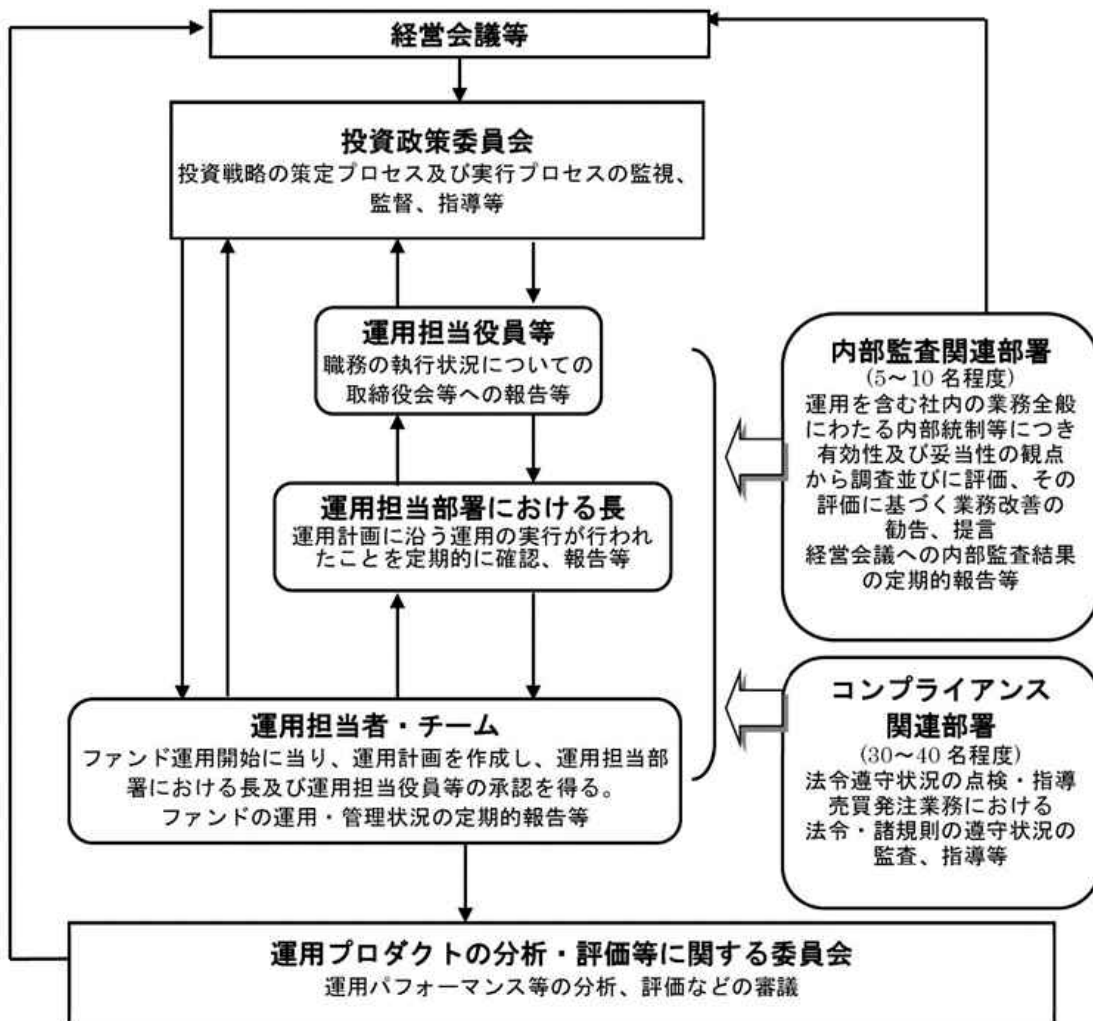 経営会議等
投資政策委員会
投資戦略の策定プロセス及び実行プロセスの監視、
監督、指導等
運用担当役員等
職務の執行状況についての
取締役会等への報告等
運用担当部署における長
運用計画に沿う運用の実行が行われ
たことを定期的に確認、報告等
運用担当者・チーム
ファンド運用開始に当り、運用計画を作成し、運用担当部
署における長及び運用担当役員等の承認を得る。
ファンドの運用・管理状況の定期的報告等
内部監査関連部署
(5～10 名程度)
運用を含む社内の業務全般
にわたる内部統制等につき
有効性及び妥当性の観点
から調査並びに評価、その
評価に基づく業務改善の
勧告、提言
経営会議への内部監査結果
の定期的報告等
コンプライアンス
関連部署
(30～40 名程度)
法令遵守状況の点検・指導
売買発注業務における
法令・諸規則の遵守状況の
監査、指導等
運用プロダクトの分析・評価等に関する委員会
運用パフォーマンス等の分析、評価などの審議